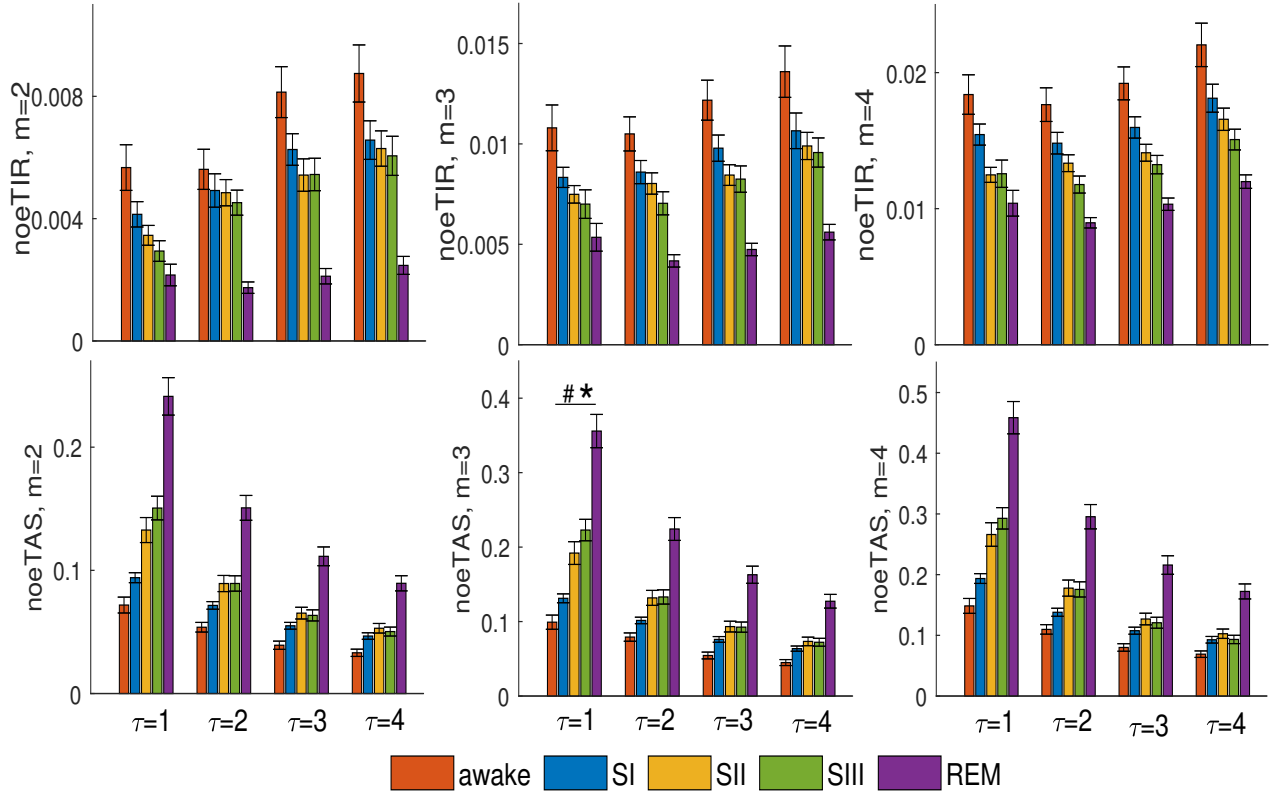 noeTIR, m=2
0.008
0.004
0
noeTIR, m=3
0.015
0.01
0.005
0
noeTIR, m=4
0.02
0.01
0
noeTAS, m=2
0.2
0.1
0
τ=1 τ=2 τ=3 τ=4
noeTAS, m=3
0.4
0.3
0.2
0.1
0
# *
τ=1 τ=2 τ=3 τ=4
noeTAS, m=4
0.5
0.4
0.3
0.2
0.1
0
τ=1 τ=2 τ=3 τ=4
awake SI SII SIII REM